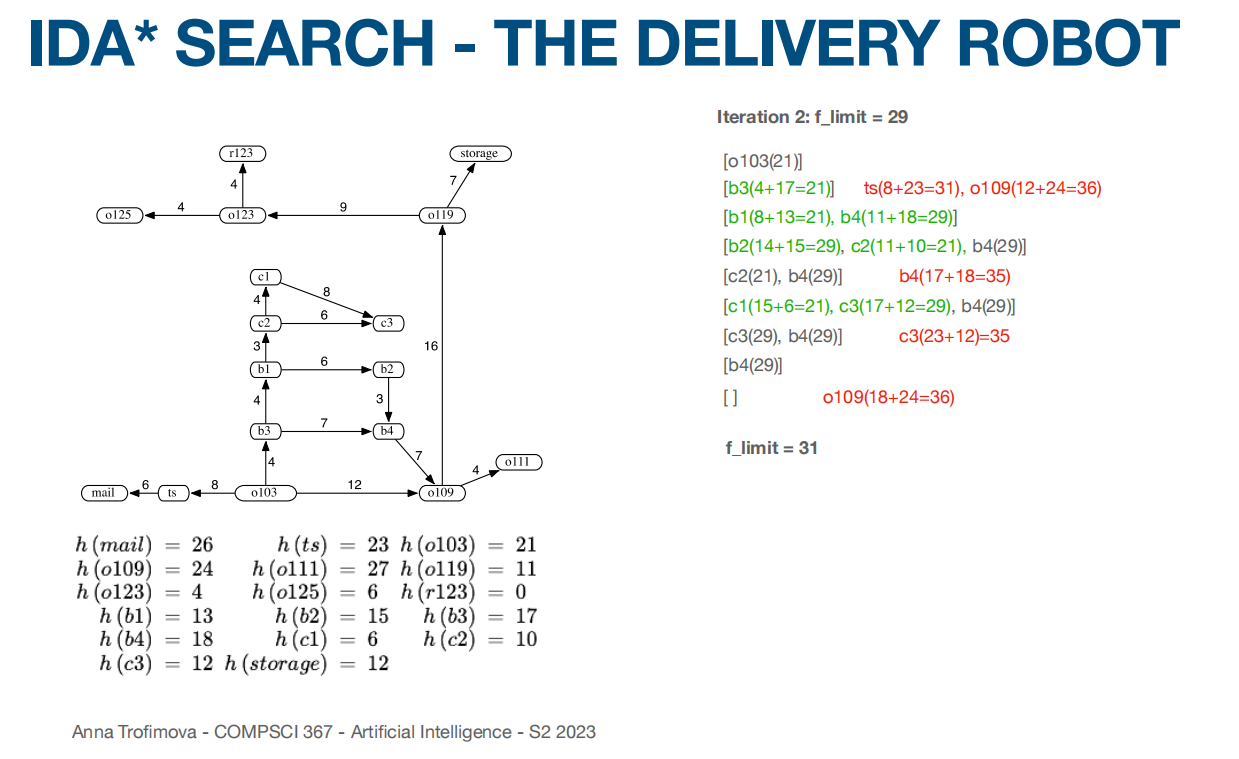 IDA* SEARCH - THE DELIVERY ROBOT
Iteration 2: f_limit = 29
[o103(21)]
[b3(4+17=21)] ts(8+23=31), o109(12+24=36)
[b1(8+13=21), b4(11+18=29)]
[b2(14+15=29), c2(11+10=21), b4(29)]
[c2(21), b4(29)] b4(17+18=35)
[c1(15+6=21), c3(17+12=29), b4(29)]
[c3(29), b4(29)] c3(23+12)=35
[b4(29)]
[ ] o109(18+24=36)
f_limit = 31
r123 storage
4 7
o125 4 o123 9 o119
c1
4 8
c2 6 c3
3 16
b1 6 b2
4 3
b3 7 b4
4 7 4 o111
mail 6 ts 8 o103 12 o109
h (mail) = 26 h (ts) = 23 h (o103) = 21
h (o109) = 24 h (o111) = 27 h (o119) = 11
h (o123) = 4 h (o125) = 6 h (r123) = 0
h (b1) = 13 h (b2) = 15 h (b3) = 17
h (b4) = 18 h (c1) = 6 h (c2) = 10
h (c3) = 12 h (storage) = 12
Anna Trofimova - COMPSCI 367 - Artificial Intelligence - S2 2023